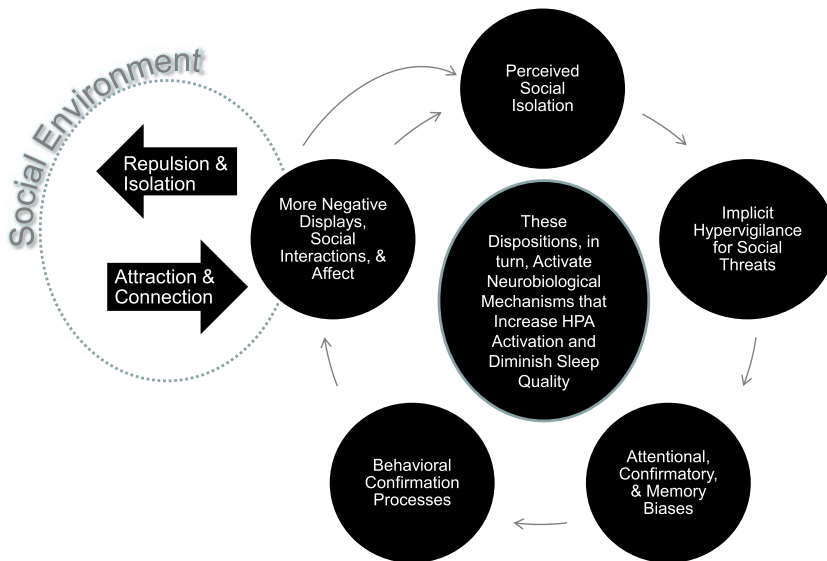 Social Environment
Repulsion &
Isolation
Attraction &
Connection
More Negative
Displays,
Social
Interactions, &
Affect
Perceived
Social
Isolation
Implicit
Hypervigilance
for Social
Threats
These
Dispositions, in
turn, Activate
Neurobiological
Mechanisms that
Increase HPA
Activation and
Diminish Sleep
Quality
Attentional,
Confirmatory,
& Memory
Biases
Behavioral
Confirmation
Processes